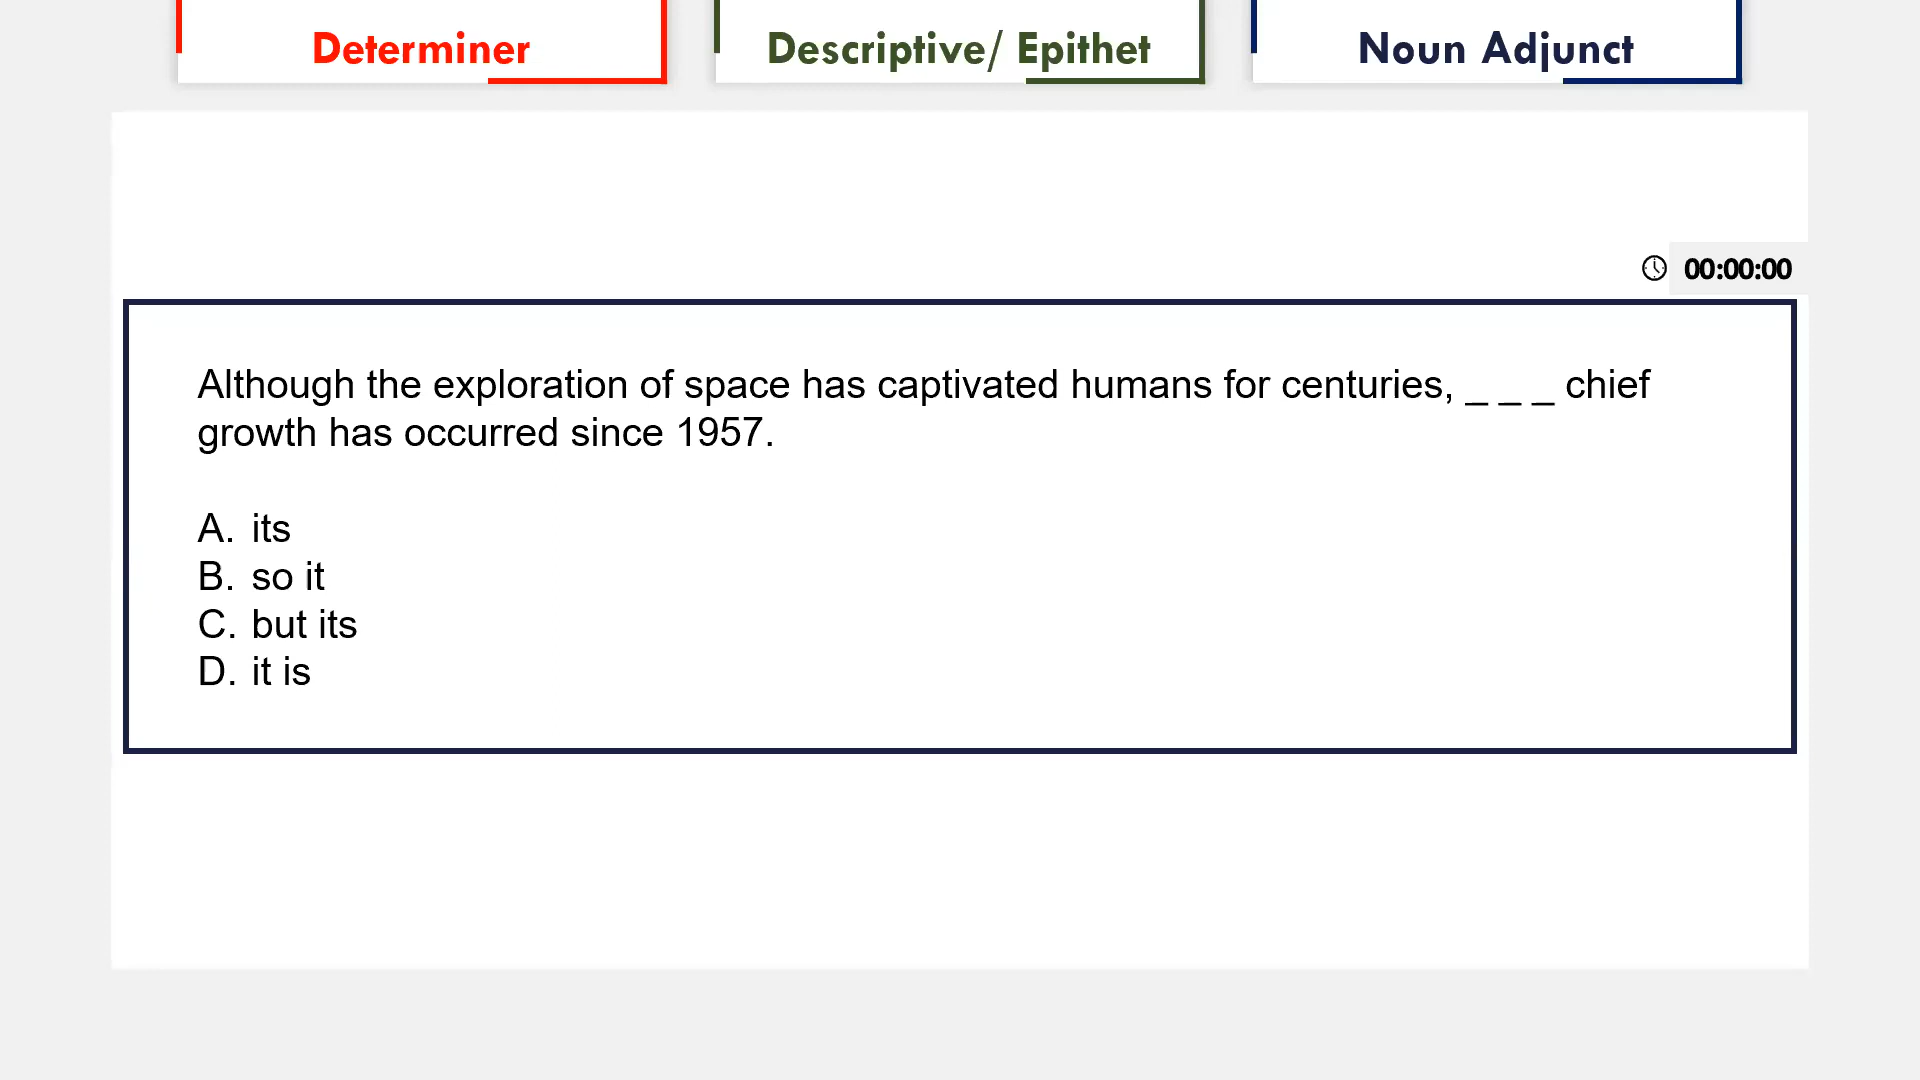 Determiner
Descriptive/ Epithet
Noun Adjunct
00:00:00
Although the exploration of space has captivated humans for centuries, _ _ _ chief
growth has occurred since 1957.
A. its
B. so it
C. but its
D. it is